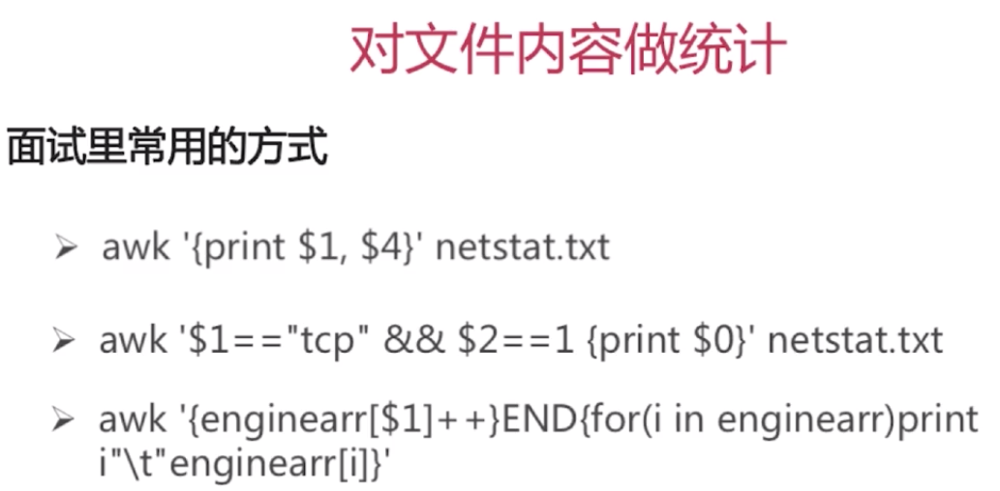 对文件内容做统计
面试里常用的方式
➢ awk '{print $1, $4}' netstat.txt
➢ awk '$1=="tcp" && $2==1 {print $0}' netstat.txt
➢ awk '{enginearr[$1]++}END{for(i in enginearr)print
i"\t"enginearr[i]}'